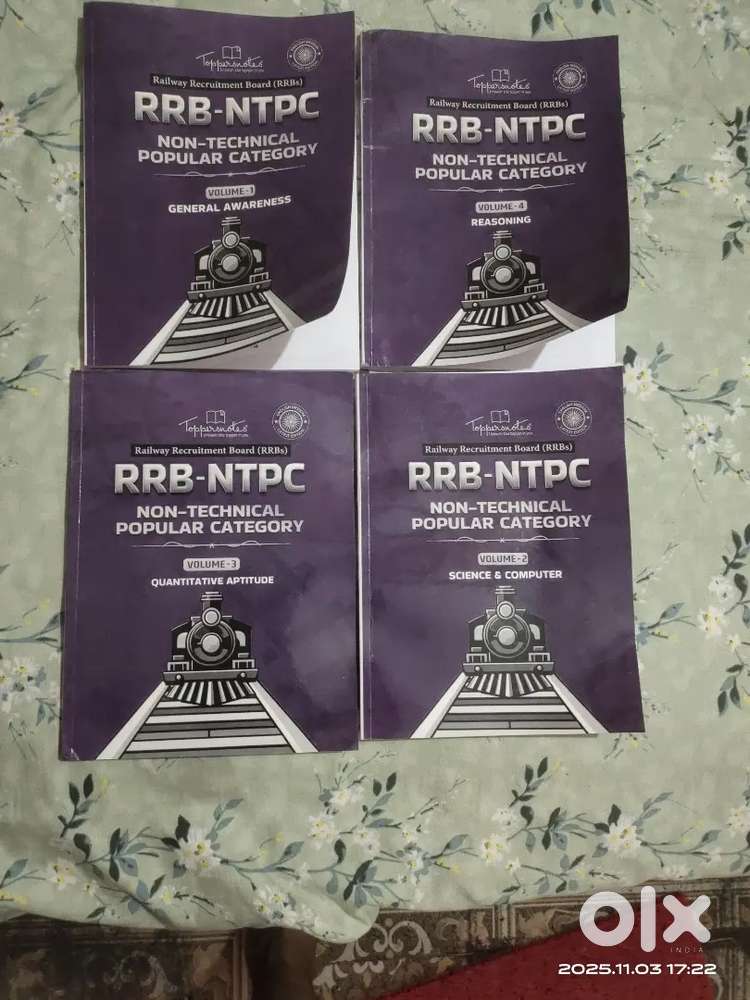 Toppersnotes
Railway Recruitment Board (RRBs)
RRB-NTPC
NON-TECHNICAL
POPULAR CATEGORY
VOLUME-1
GENERAL AWARENESS
Toppersnotes
Railway Recruitment Board (RRBs)
RRB-NTPC
NON-TECHNICAL
POPULAR CATEGORY
VOLUME-4
REASONING
Toppersnotes
Railway Recruitment Board (RRBs)
RRB-NTPC
NON-TECHNICAL
POPULAR CATEGORY
VOLUME-3
QUANTITATIVE APTITUDE
Toppersnotes
Railway Recruitment Board (RRBs)
RRB-NTPC
NON-TECHNICAL
POPULAR CATEGORY
VOLUME-2
SCIENCE & COMPUTER
olx
INDIA
2025.11.03 17:22